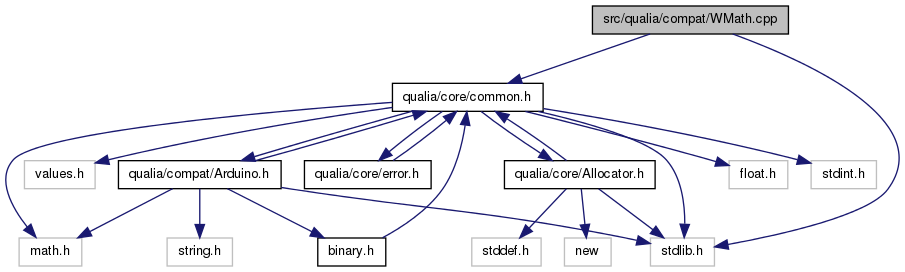 src/qualia/compat/WMath.cpp
qualia/core/common.h
values.h
qualia/compat/Arduino.h
qualia/core/error.h
qualia/core/Allocator.h
float.h
stdint.h
math.h
string.h
binary.h
stddef.h
new
stdlib.h